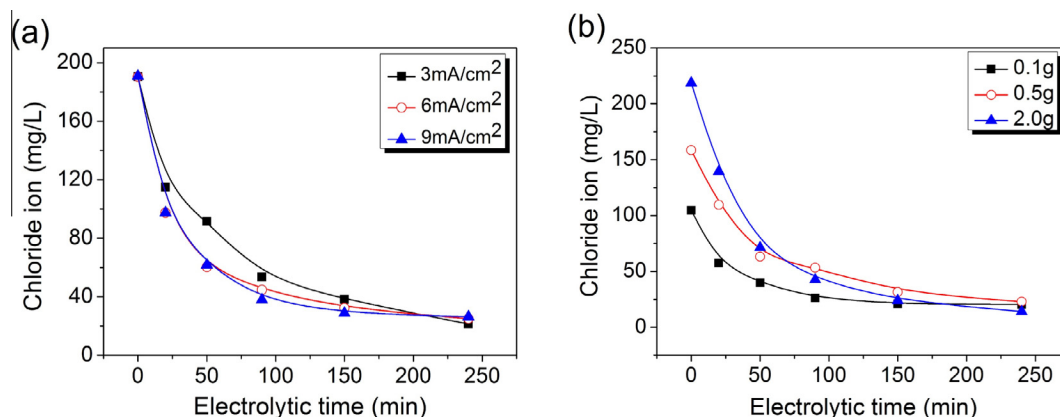 (a)
Chloride ion (mg/L)
200
160
120
80
40
0
3mA/cm²
6mA/cm²
9mA/cm²
0 50 100 150 200 250
Electrolytic time (min)
(b)
Chloride ion (mg/L)
250
200
150
100
50
0
0.1g
0.5g
2.0g
0 50 100 150 200 250
Electrolytic time (min)